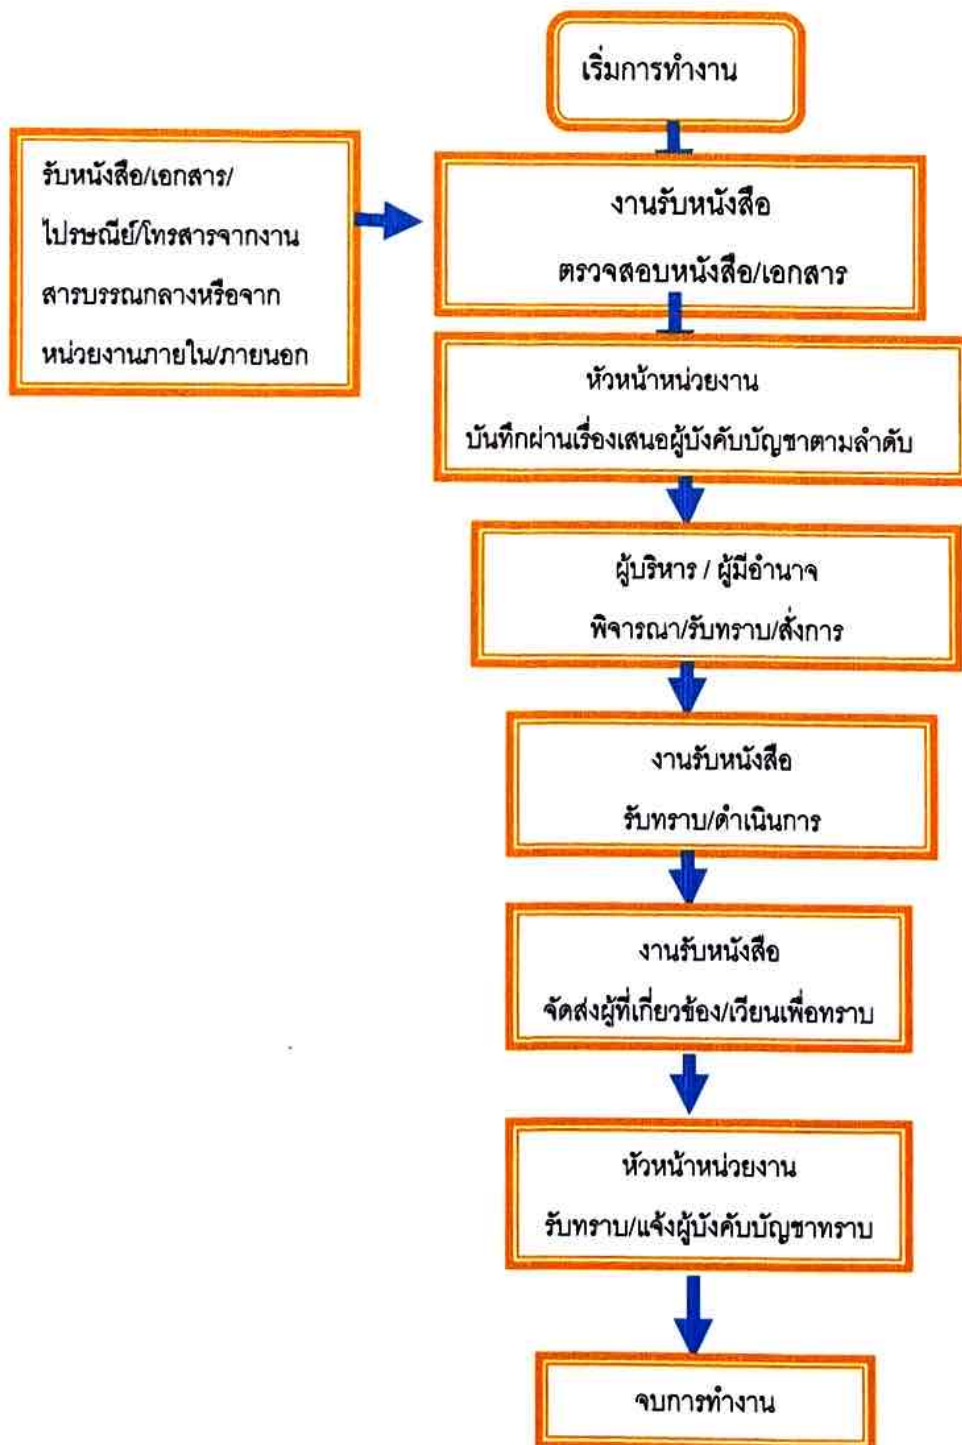 เริ่มการทำงาน
รับหนังสือ/เอกสาร/
ไปรษณีย์/โทรสารจากงาน
สารบรรณกลางหรือจาก
หน่วยงานภายใน/ภายนอก
งานรับหนังสือ
ตรวจสอบหนังสือ/เอกสาร
หัวหน้าหน่วยงาน
บันทึกผ่านเรื่องเสนอผู้บังคับบัญชาตามลำดับ
ผู้บริหาร / ผู้มีอำนาจ
พิจารณา/รับทราบ/สั่งการ
งานรับหนังสือ
รับทราบ/ดำเนินการ
งานรับหนังสือ
จัดส่งผู้ที่เกี่ยวข้อง/เวียนเพื่อทราบ
หัวหน้าหน่วยงาน
รับทราบ/แจ้งผู้บังคับบัญชาทราบ
จบการทำงาน